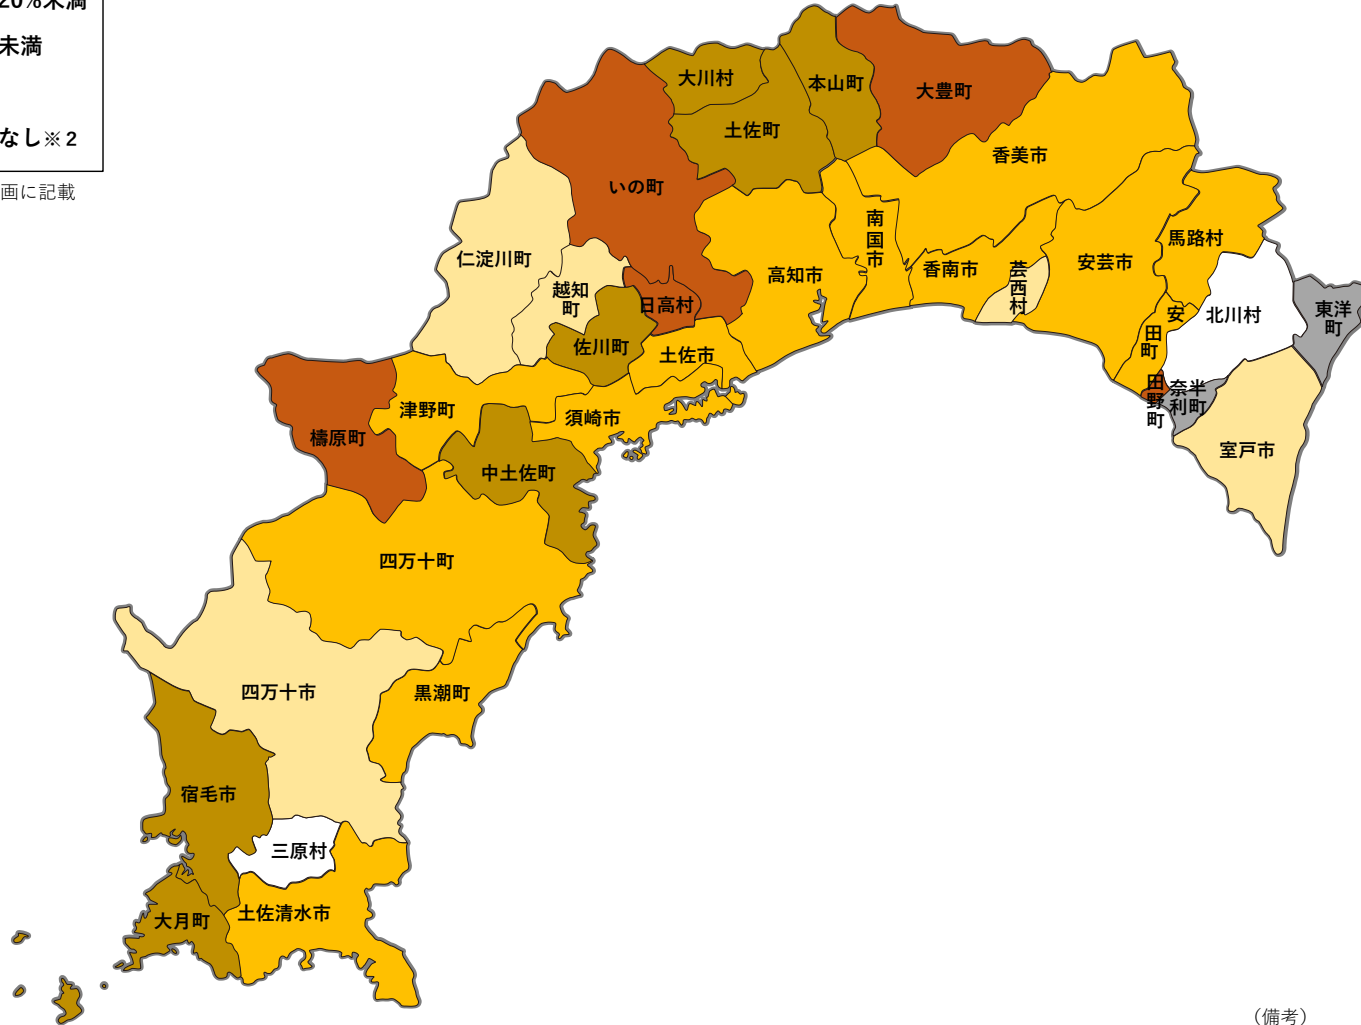 20%未満
未満
なし※2
画に記載
大川村
本山町
大豊町
土佐町
香美市
いの町
南国市
馬路村
仁淀川町
越知町
高知市
香南市
芸西村
安芸市
日高村
安田町
北川村
東洋町
佐川町
土佐市
田野町
奈半利町
津野町
須崎市
檮原町
室戸市
中土佐町
四万十町
四万十市
黒潮町
宿毛市
三原村
大月町
土佐清水市
（備考）